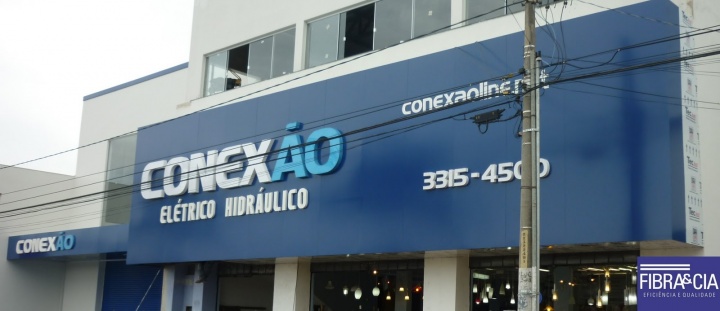 CONEXÃO
ELÉTRICO HIDRÁULICO
conexaoline.net
3315-4500
CONEXÃO
FIBRA&CIA
EFICIÊNCIA E QUALIDADE